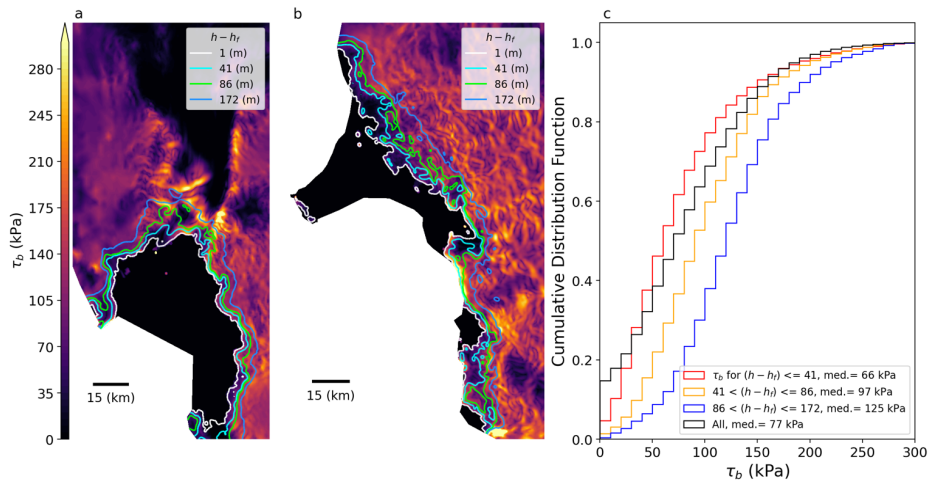 a
b
c
280
245
210
175
140
105
70
35
0
τ_b (kPa)
h − h_f
1 (m)
41 (m)
86 (m)
172 (m)
15 (km)
h − h_f
1 (m)
41 (m)
86 (m)
172 (m)
15 (km)
Cumulative Distribution Function
1.0
0.8
0.6
0.4
0.2
0.0
τ_b for (h − h_f) <= 41, med.= 66 kPa
41 < (h − h_f) <= 86, med.= 97 kPa
86 < (h − h_f) <= 172, med.= 125 kPa
All, med.= 77 kPa
0 50 100 150 200 250 300
τ_b (kPa)